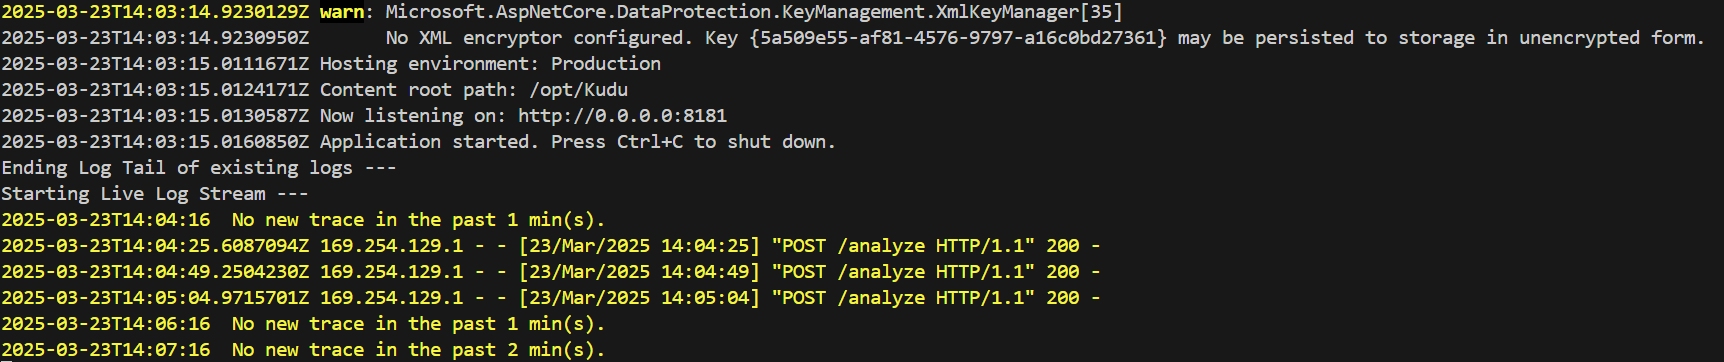 2025-03-23T14:03:14.9230129Z warn: Microsoft.AspNetCore.DataProtection.KeyManagement.XmlKeyManager[35]
2025-03-23T14:03:14.9230950Z       No XML encryptor configured. Key {5a509e55-af81-4576-9797-a16c0bd27361} may be persisted to storage in unencrypted form.
2025-03-23T14:03:15.0111671Z Hosting environment: Production
2025-03-23T14:03:15.0124171Z Content root path: /opt/Kudu
2025-03-23T14:03:15.0130587Z Now listening on: http://0.0.0.0:8181
2025-03-23T14:03:15.0160850Z Application started. Press Ctrl+C to shut down.
Ending Log Tail of existing logs ---
Starting Live Log Stream ---
2025-03-23T14:04:16  No new trace in the past 1 min(s).
2025-03-23T14:04:25.6087094Z 169.254.129.1 - - [23/Mar/2025 14:04:25] "POST /analyze HTTP/1.1" 200 -
2025-03-23T14:04:49.2504230Z 169.254.129.1 - - [23/Mar/2025 14:04:49] "POST /analyze HTTP/1.1" 200 -
2025-03-23T14:05:04.9715701Z 169.254.129.1 - - [23/Mar/2025 14:05:04] "POST /analyze HTTP/1.1" 200 -
2025-03-23T14:06:16  No new trace in the past 1 min(s).
2025-03-23T14:07:16  No new trace in the past 2 min(s).